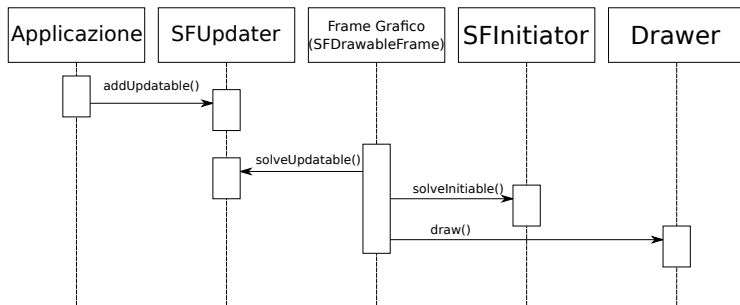 Applicazione
SFUpdater
Frame Grafico
(SFDrawableFrame)
SFInitiator
Drawer
addUpdatable()
solveUpdatable()
solveInitiable()
draw()